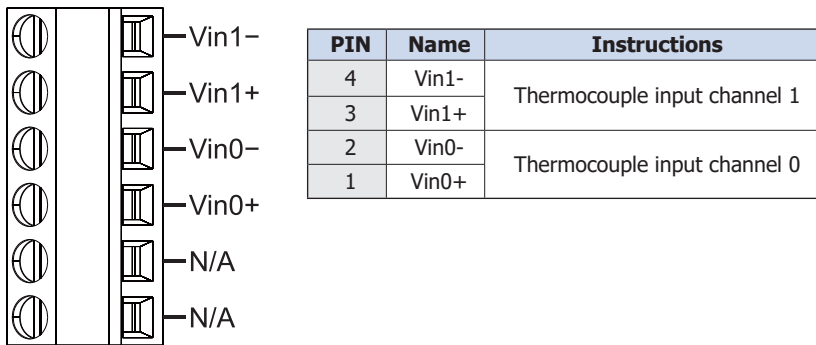 Vin1−
Vin1+
Vin0−
Vin0+
N/A
N/A
PIN Name Instructions
4 Vin1- Thermocouple input channel 1
3 Vin1+
2 Vin0- Thermocouple input channel 0
1 Vin0+